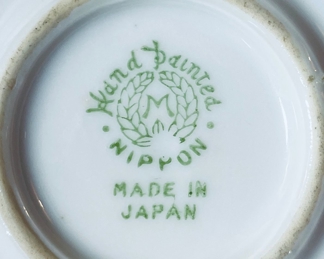 Hand Painted
M
• NIPPON •
MADE IN
JAPAN